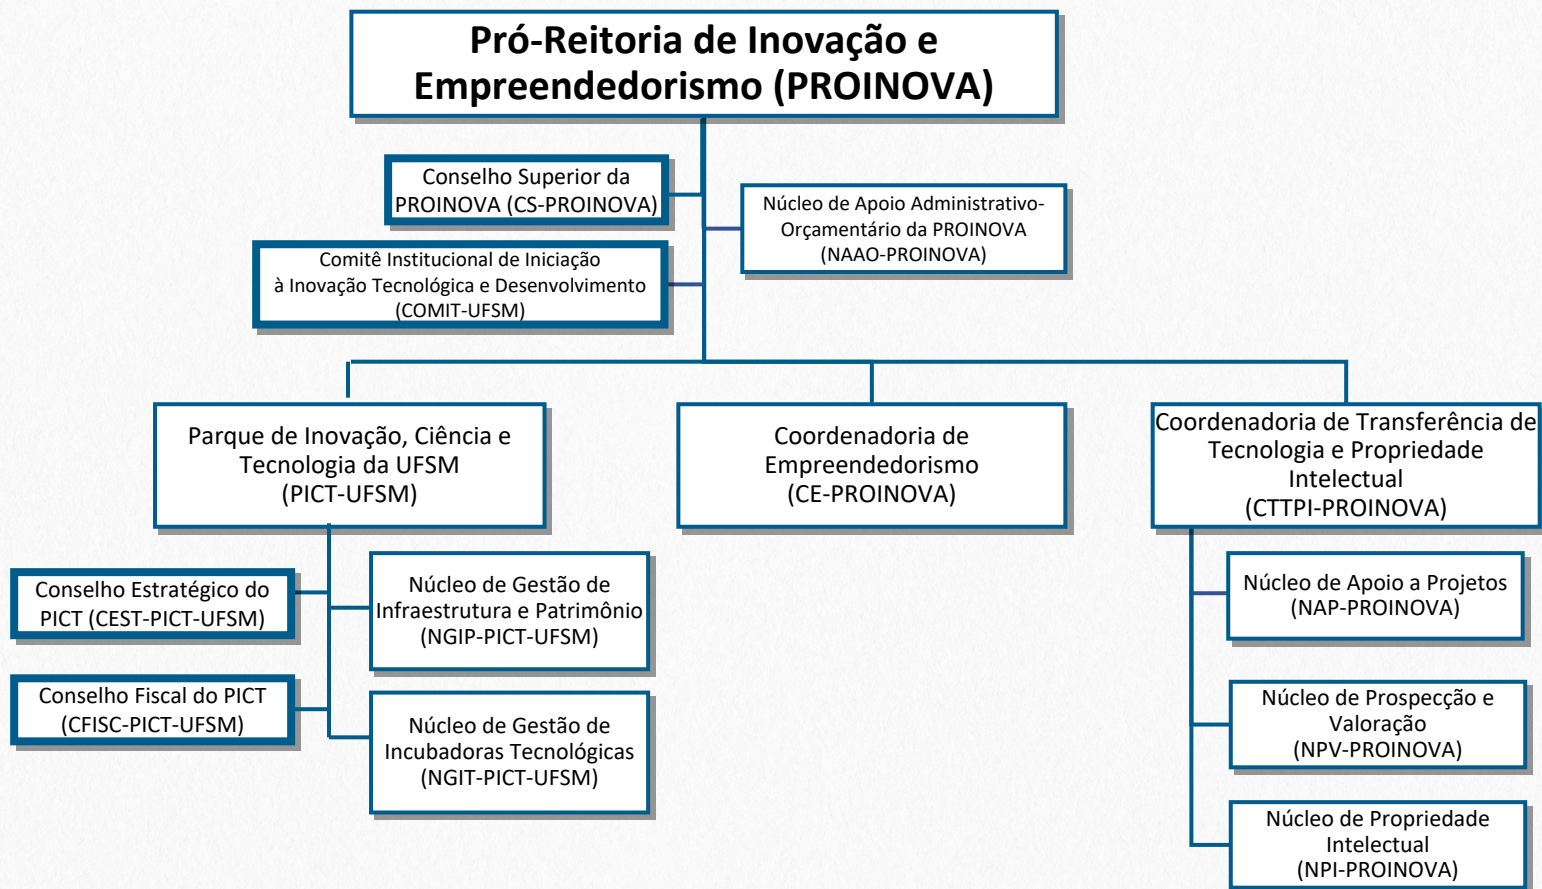 Pró-Reitoria de Inovação e
Empreendedorismo (PROINOVA)
Conselho Superior da
PROINOVA (CS-PROINOVA)
Núcleo de Apoio Administrativo-
Orçamentário da PROINOVA
(NAAO-PROINOVA)
Comitê Institucional de Iniciação
à Inovação Tecnológica e Desenvolvimento
(COMIT-UFSM)
Parque de Inovação, Ciência e
Tecnologia da UFSM
(PICT-UFSM)
Coordenadoria de
Empreendedorismo
(CE-PROINOVA)
Coordenadoria de Transferência de
Tecnologia e Propriedade
Intelectual
(CTTPI-PROINOVA)
Conselho Estratégico do
PICT (CEST-PICT-UFSM)
Núcleo de Gestão de
Infraestrutura e Patrimônio
(NGIP-PICT-UFSM)
Conselho Fiscal do PICT
(CFISC-PICT-UFSM)
Núcleo de Gestão de
Incubadoras Tecnológicas
(NGIT-PICT-UFSM)
Núcleo de Apoio a Projetos
(NAP-PROINOVA)
Núcleo de Prospecção e
Valoração
(NPV-PROINOVA)
Núcleo de Propriedade
Intelectual
(NPI-PROINOVA)